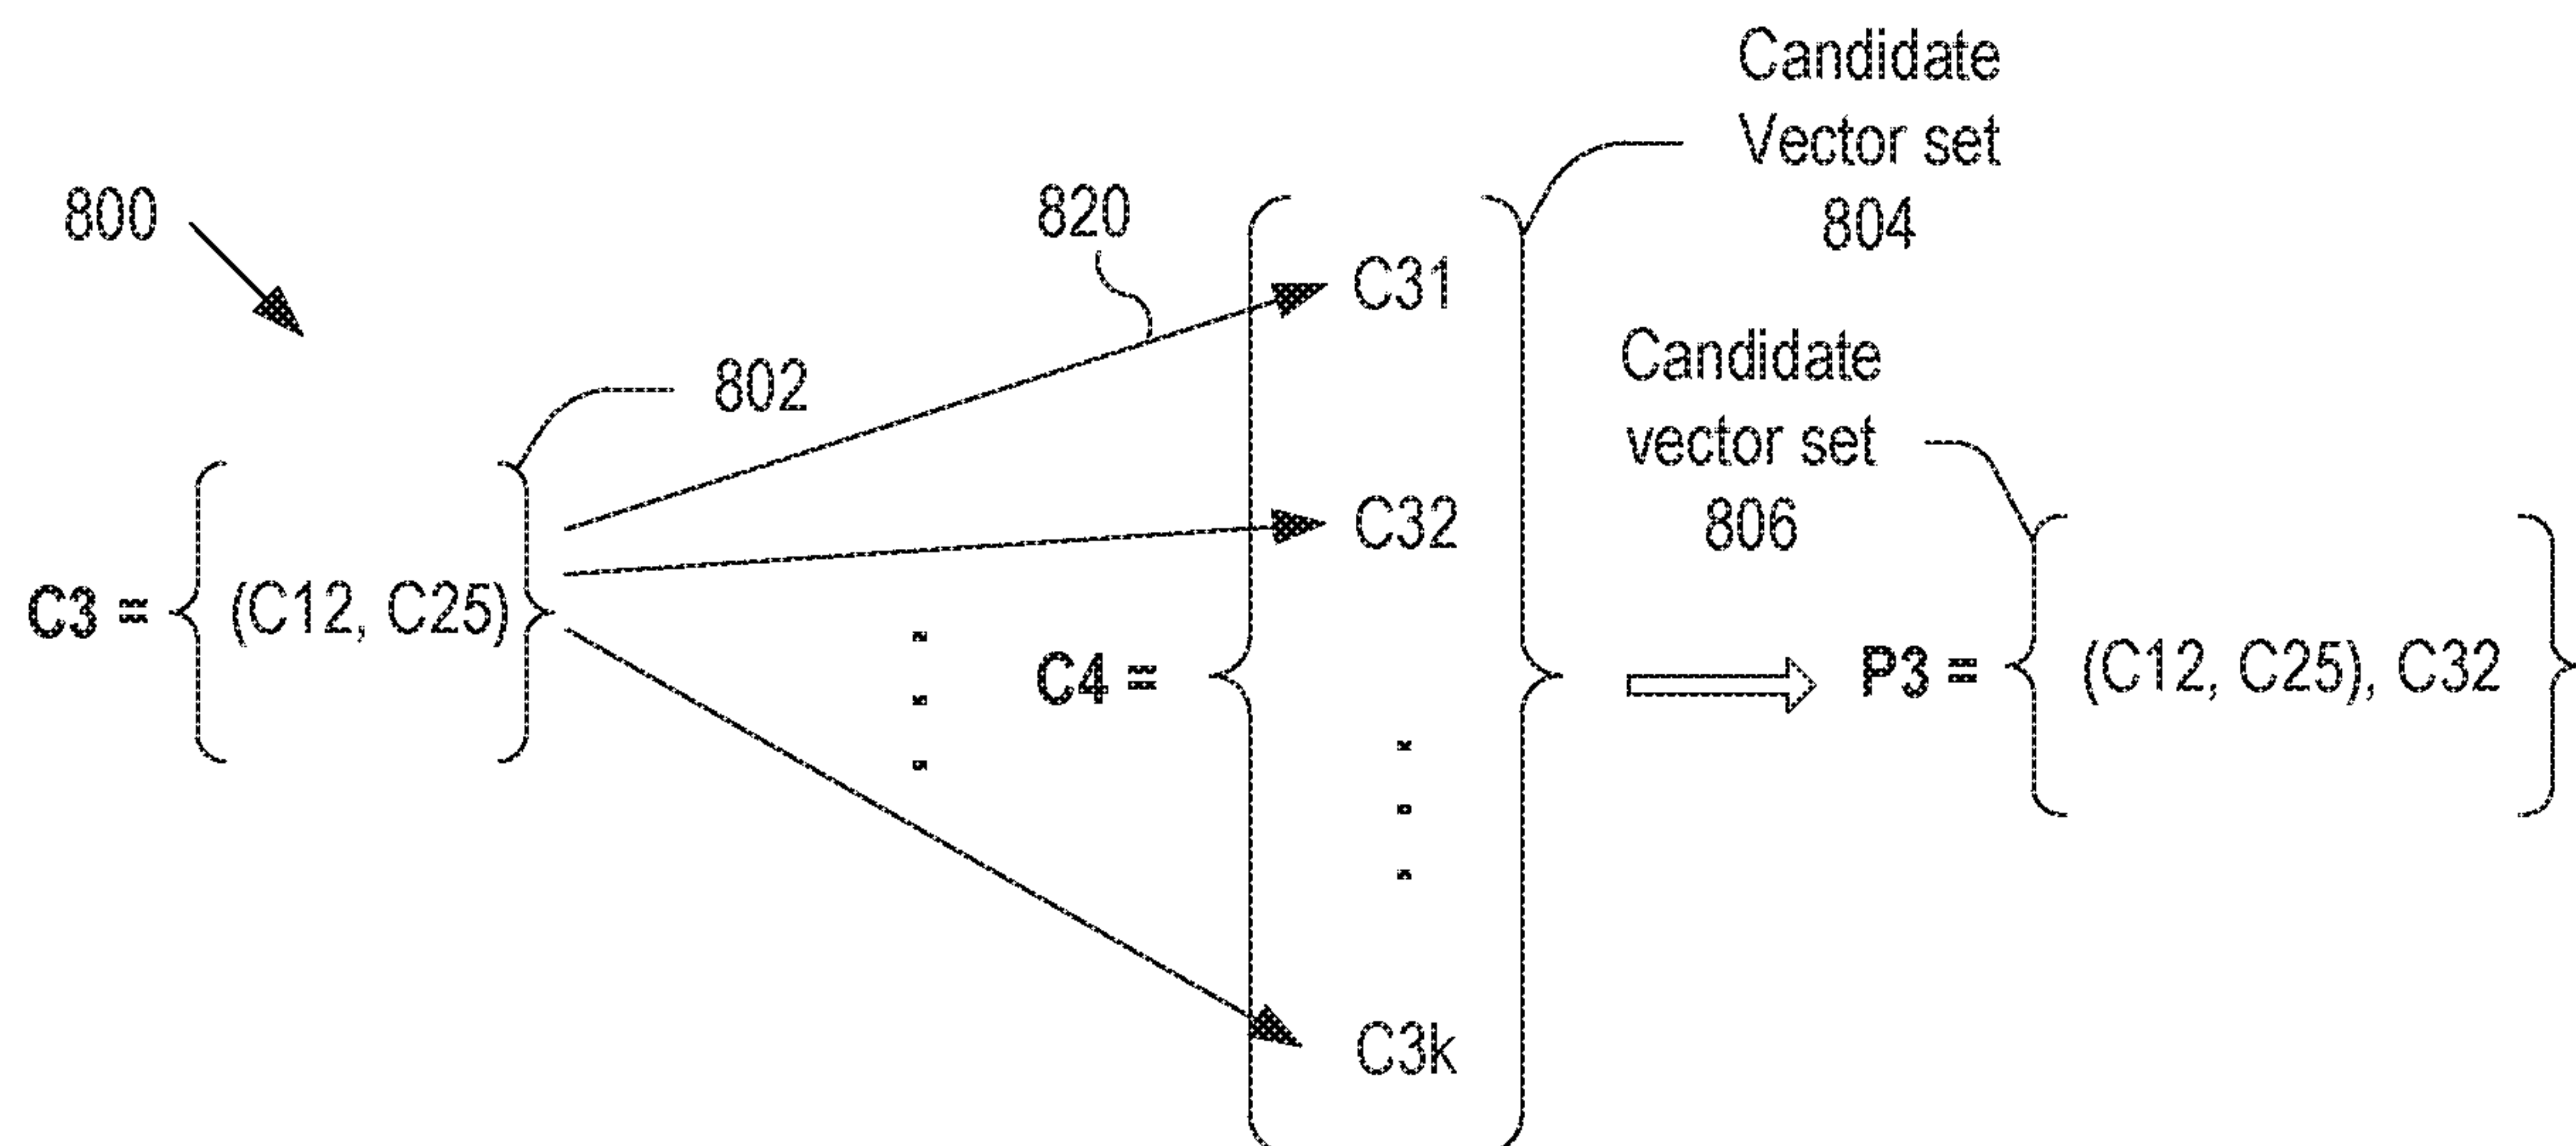 Candidate
Vector set
804
800
820
C31
802
Candidate
vector set
806
C32
C3 = { (C12, C25) }
C4 = {
}
P3 = { (C12, C25), C32 }
C3k